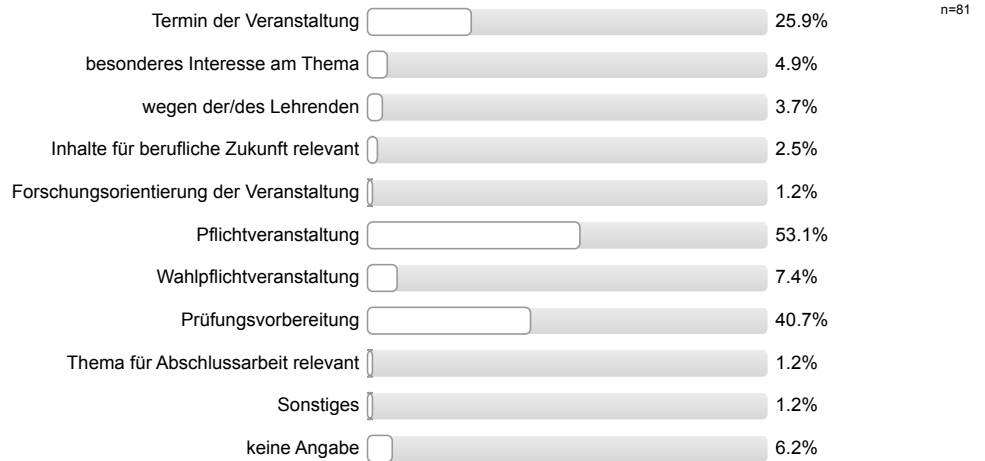 Termin der Veranstaltung 25.9% n=81
besonderes Interesse am Thema 4.9%
wegen der/des Lehrenden 3.7%
Inhalte für berufliche Zukunft relevant 2.5%
Forschungsorientierung der Veranstaltung 1.2%
Pflichtveranstaltung 53.1%
Wahlpflichtveranstaltung 7.4%
Prüfungsvorbereitung 40.7%
Thema für Abschlussarbeit relevant 1.2%
Sonstiges 1.2%
keine Angabe 6.2%